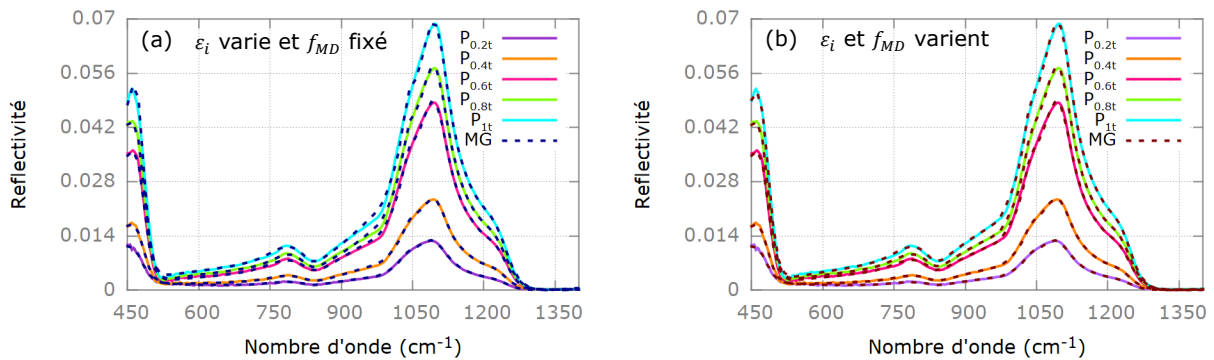 (a) εi varie et fMD fixé
0.07
0.056
0.042
0.028
0.014
0
Reflectivité
P0.2t
P0.4t
P0.6t
P0.8t
P1t
MG
450 600 750 900 1050 1200 1350
Nombre d'onde (cm-1)
(b) εi et fMD varient
0.07
0.056
0.042
0.028
0.014
0
Reflectivité
P0.2t
P0.4t
P0.6t
P0.8t
P1t
MG
450 600 750 900 1050 1200 1350
Nombre d'onde (cm-1)